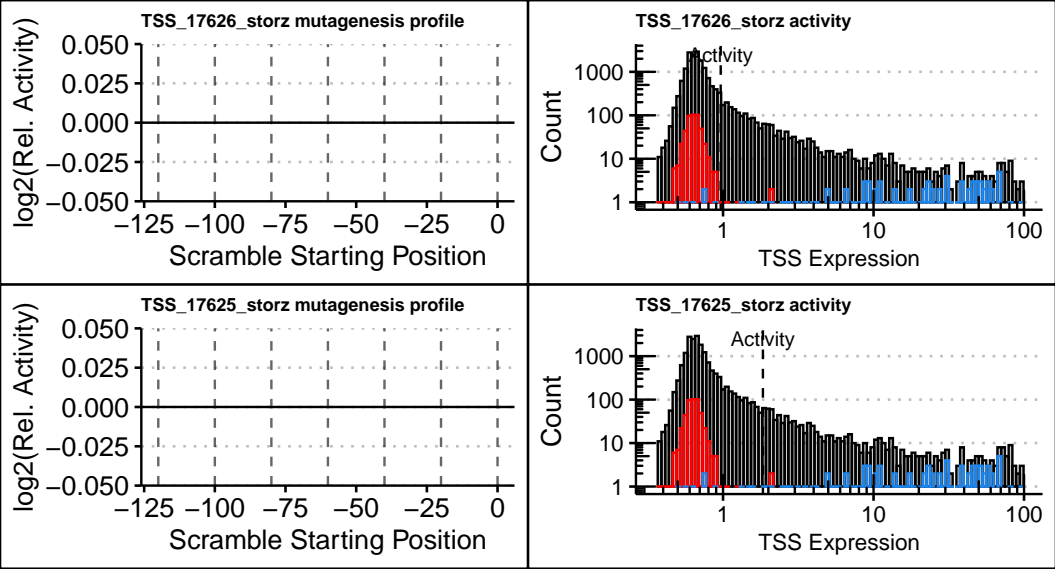 TSS_17626_storz mutagenesis profile
log2(Rel. Activity)
0.050
0.025
0.000
−0.025
−0.050
−125 −100 −75 −50 −25 0
Scramble Starting Position
TSS_17626_storz activity
Activity
Count
1000
100
10
1
1 10 100
TSS Expression
TSS_17625_storz mutagenesis profile
log2(Rel. Activity)
0.050
0.025
0.000
−0.025
−0.050
−125 −100 −75 −50 −25 0
Scramble Starting Position
TSS_17625_storz activity
Activity
Count
1000
100
10
1
1 10 100
TSS Expression